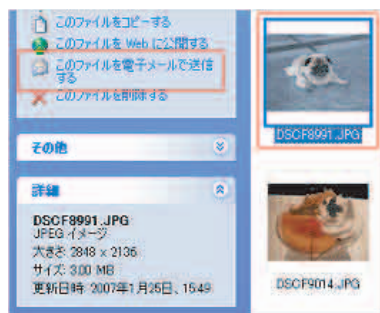 このファイルをコピーする
このファイルを Web に公開する
このファイルを電子メールで送信
する
このファイルを削除する
その他
詳細
DSCF8991.JPG
JPEG イメージ
大きさ: 2848 x 2136
サイズ: 3.00 MB
更新日時: 2007年1月25日、15:49
DSCF8991.JPG
DSCF9014.JPG